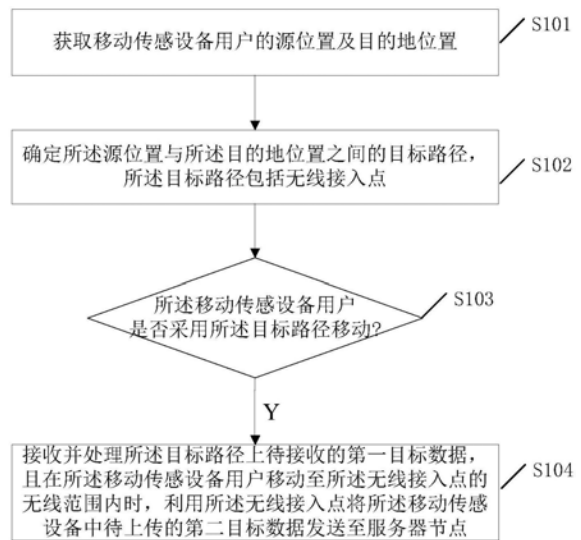 获取移动传感设备用户的源位置及目的地位置
S101
确定所述源位置与所述目的地位置之间的目标路径，
所述目标路径包括无线接入点
S102
所述移动传感设备用户
是否采用所述目标路径移动?
S103
Y
接收并处理所述目标路径上待接收的第一目标数据，
且在所述移动传感设备用户移动至所述无线接入点的
无线范围内时，利用所述无线接入点将所述移动传感
设备中待上传的第二目标数据发送至服务器节点
S104